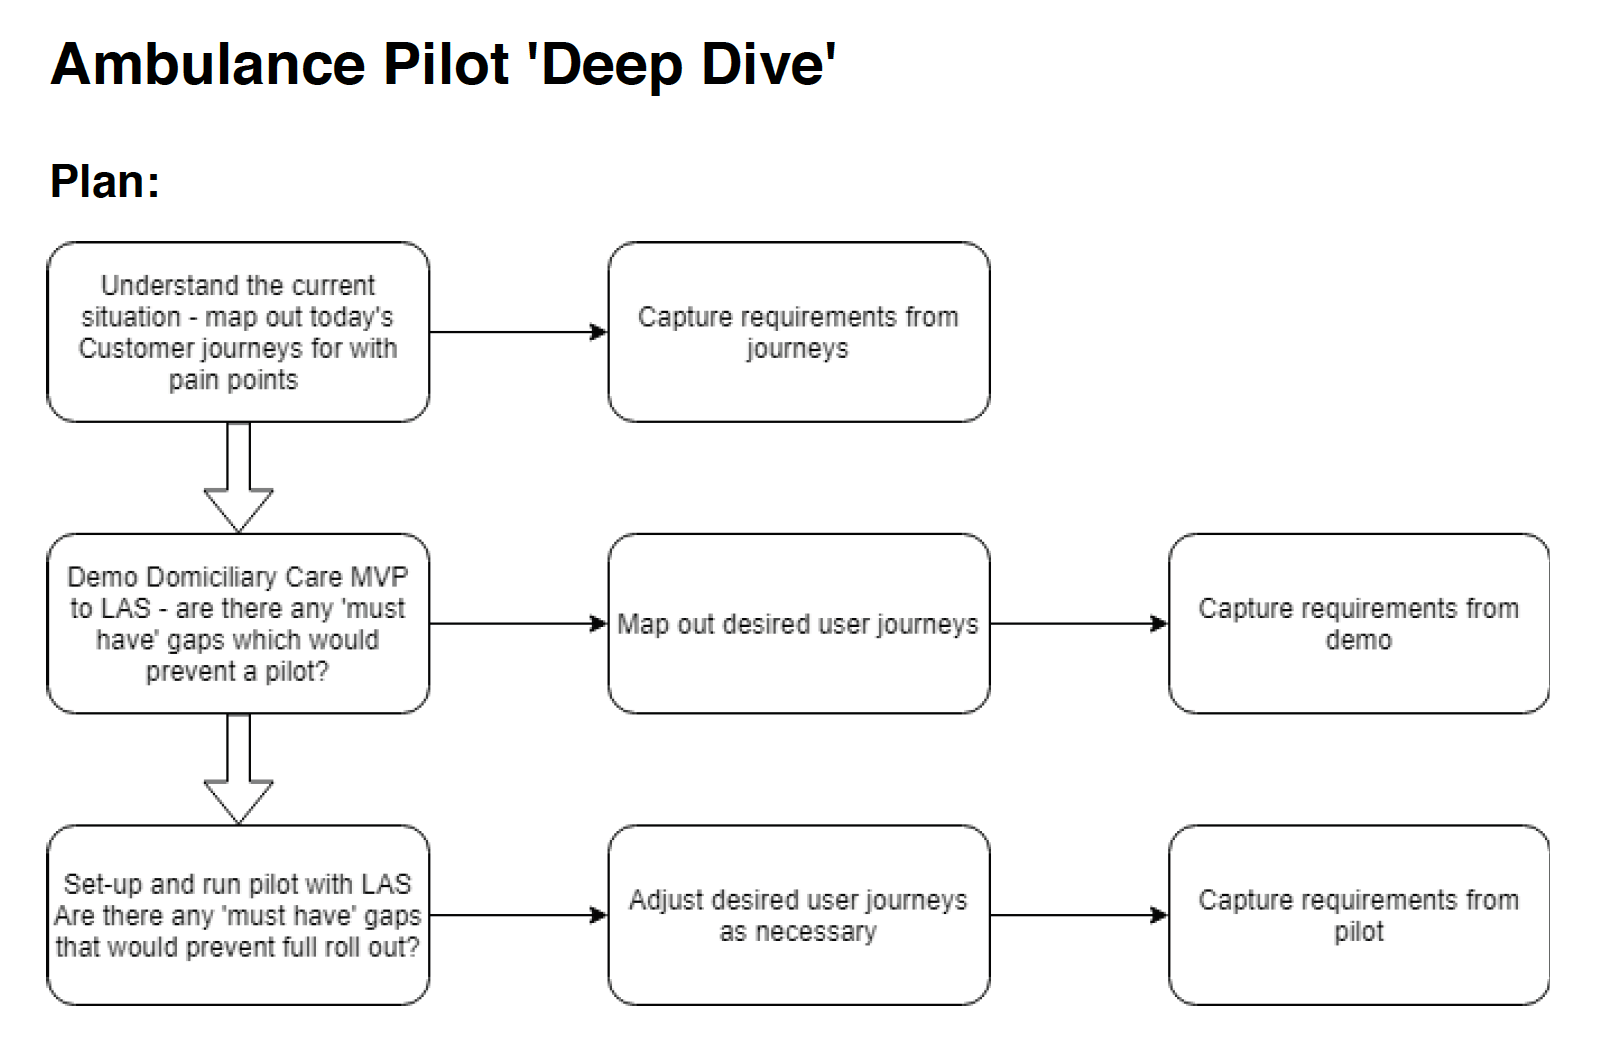 Ambulance Pilot 'Deep Dive'
Plan:
Understand the current
situation - map out today's
Customer journeys for with
pain points
Capture requirements from
journeys
Demo Domiciliary Care MVP
to LAS - are there any 'must
have' gaps which would
prevent a pilot?
Map out desired user journeys
Capture requirements from
demo
Set-up and run pilot with LAS
Are there any 'must have' gaps
that would prevent full roll out?
Adjust desired user journeys
as necessary
Capture requirements from
pilot